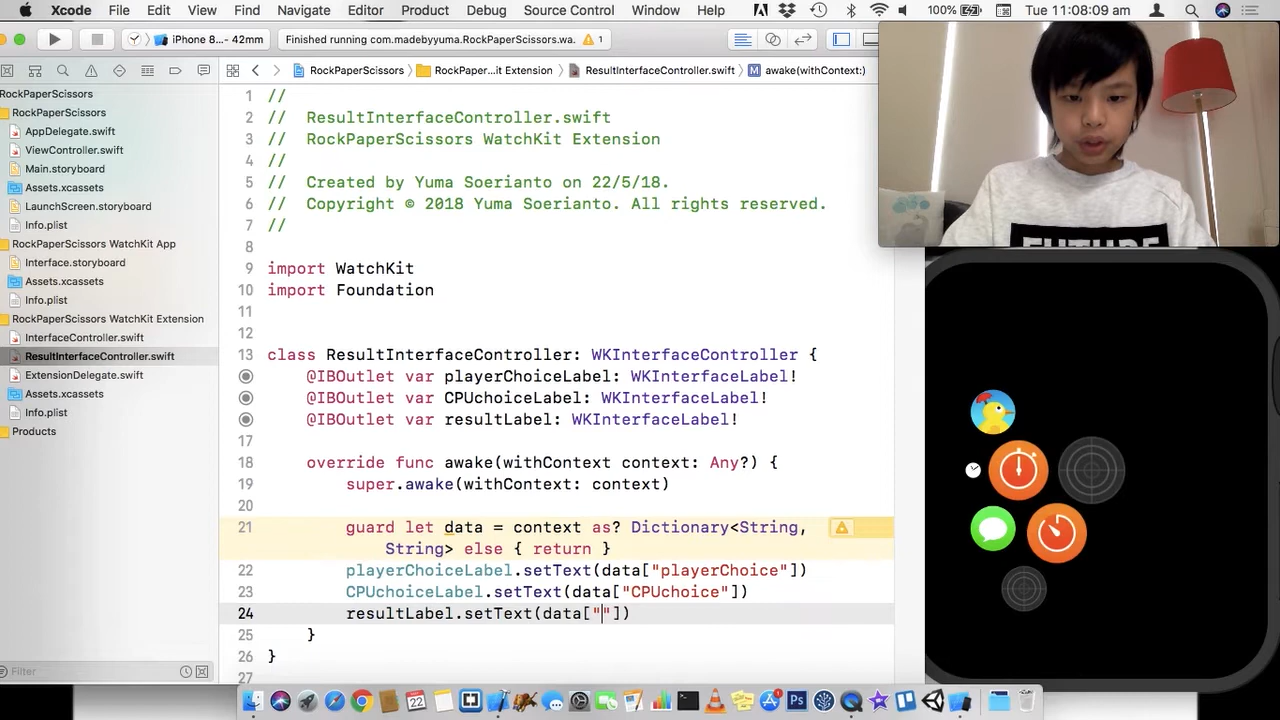 Xcode File Edit View Find Navigate Editor Product Debug Source Control Window Help 100% Tue 11:08:09 am
iPhone 8... - 42mm Finished running com.madebyyuma.RockPaperScissors.wa. 1
RockPaperScissors RockPaper...it Extension ResultInterfaceController.swift M awake(withContext:)
RockPaperScissors
RockPaperScissors
AppDelegate.swift
ViewController.swift
Main.storyboard
Assets.xcassets
LaunchScreen.storyboard
Info.plist
RockPaperScissors WatchKit App
Interface.storyboard
Assets.xcassets
Info.plist
RockPaperScissors WatchKit Extension
InterfaceController.swift
ResultInterfaceController.swift
ExtensionDelegate.swift
Assets.xcassets
Info.plist
Products
Filter
1 //
2 // ResultInterfaceController.swift
3 // RockPaperScissors WatchKit Extension
4 //
5 // Created by Yuma Soerianto on 22/5/18.
6 // Copyright © 2018 Yuma Soerianto. All rights reserved.
7 //
8
9 import WatchKit
10 import Foundation
11
12
13 class ResultInterfaceController: WKInterfaceController {
@IBOutlet var playerChoiceLabel: WKInterfaceLabel!
@IBOutlet var CPUchoiceLabel: WKInterfaceLabel!
@IBOutlet var resultLabel: WKInterfaceLabel!
17
18 override func awake(withContext context: Any?) {
19 super.awake(withContext: context)
20
21 guard let data = context as? Dictionary<String,
String> else { return }
22 playerChoiceLabel.setText(data["playerChoice"])
23 CPUchoiceLabel.setText(data["CPUchoice"])
24 resultLabel.setText(data[""])
25 }
26 }
27
FUTURE
22
Ps